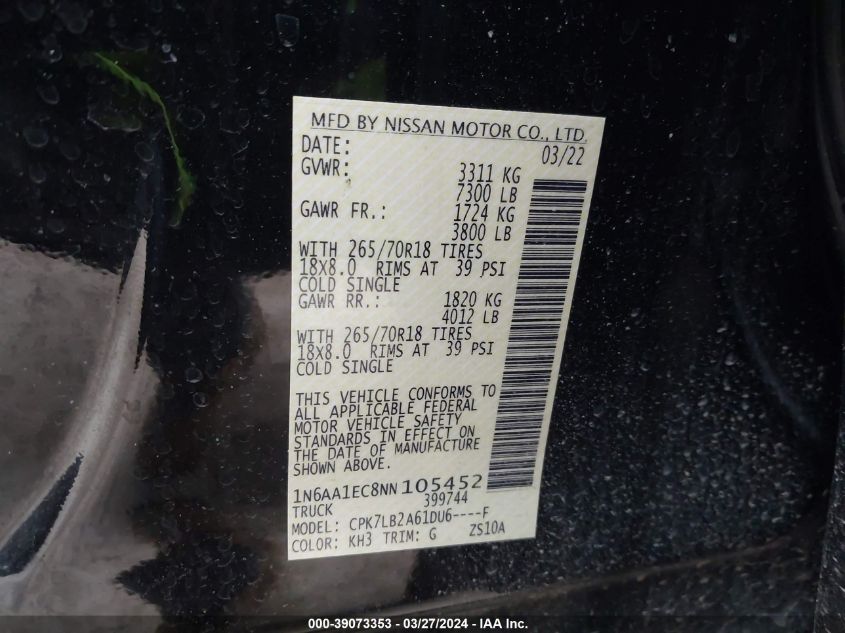 MFD BY NISSAN MOTOR CO., LTD.
DATE: 03/22
GVWR: 3311 KG
7300 LB
GAWR FR.: 1724 KG
3800 LB
WITH 265/70R18 TIRES
18X8.0 RIMS AT 39 PSI
COLD SINGLE
GAWR RR.: 1820 KG
4012 LB
WITH 265/70R18 TIRES
18X8.0 RIMS AT 39 PSI
COLD SINGLE
THIS VEHICLE CONFORMS TO
ALL APPLICABLE FEDERAL
MOTOR VEHICLE SAFETY
STANDARDS IN EFFECT ON
THE DATE OF MANUFACTURE
SHOWN ABOVE.
1N6AA1EC8NN105452
TRUCK 399744
MODEL: CPK7LB2A61DU6----F
COLOR: KH3 TRIM: G ZS10A
000-39073353 - 03/27/2024 - IAA Inc.